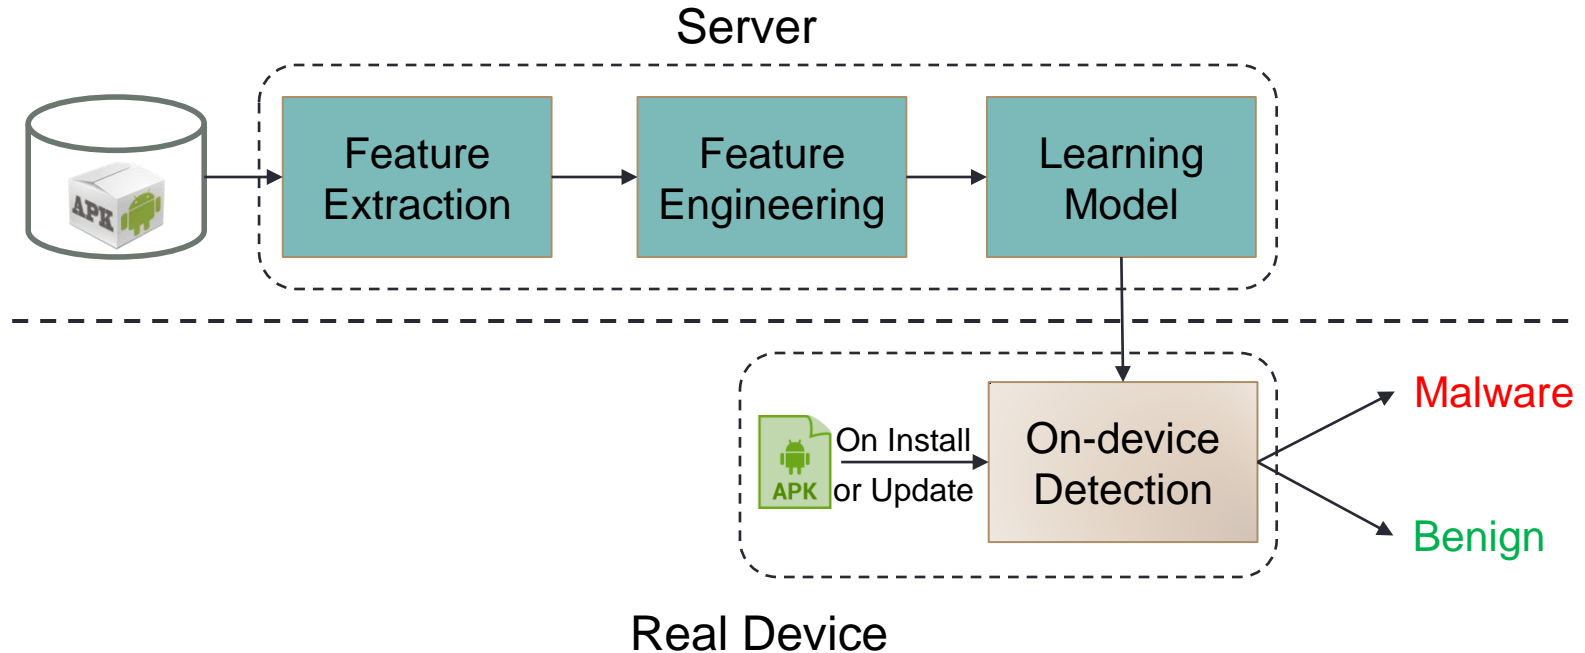 Server
APK
Feature
Extraction
Feature
Engineering
Learning
Model
APK
On Install
or Update
On-device
Detection
Malware
Benign
Real Device